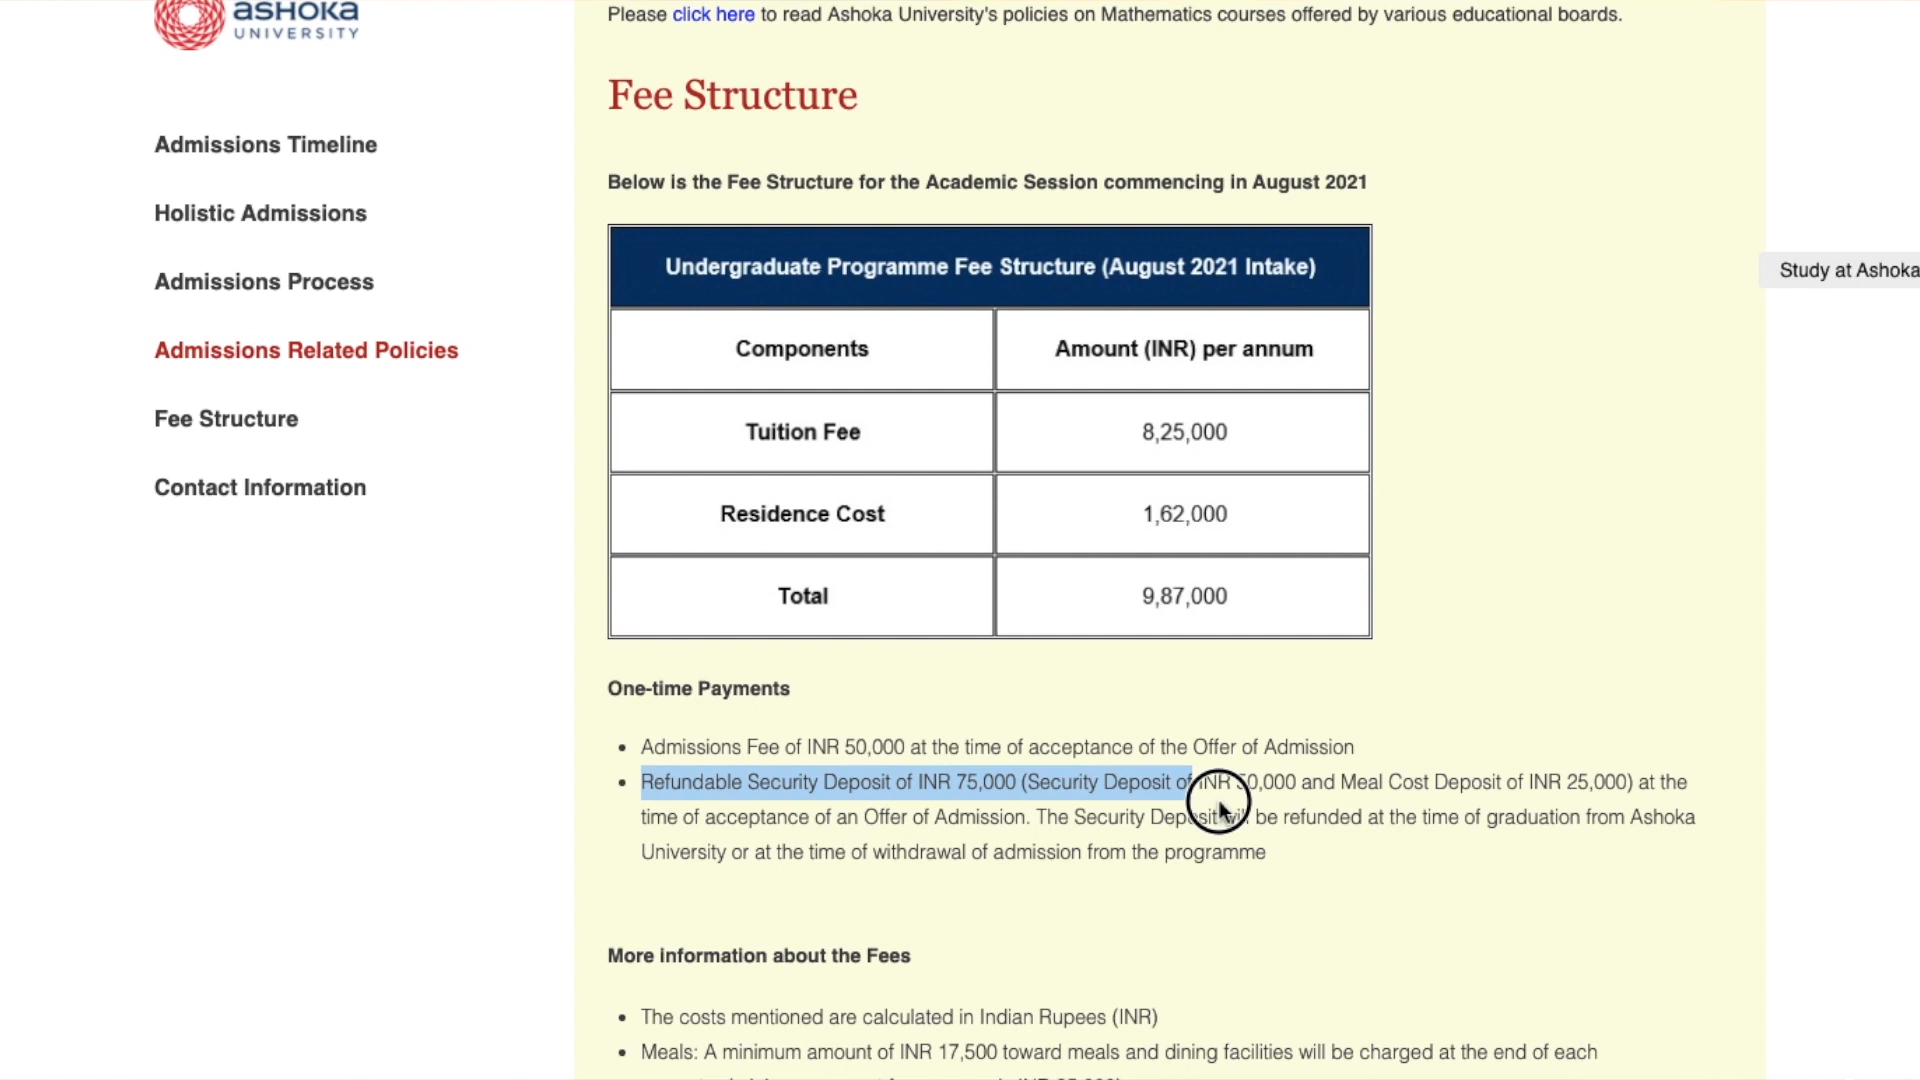 ASHOKA
UNIVERSITY
Please click here to read Ashoka University's policies on Mathematics courses offered by various educational boards.
Fee Structure
Admissions Timeline
Below is the Fee Structure for the Academic Session commencing in August 2021
Holistic Admissions
Undergraduate Programme Fee Structure (August 2021 Intake)
Study at Ashoka
Admissions Process
Components
Amount (INR) per annum
Admissions Related Policies
Tuition Fee
8,25,000
Fee Structure
Contact Information
Residence Cost
1,62,000
Total
9,87,000
One-time Payments
• Admissions Fee of INR 50,000 at the time of acceptance of the Offer of Admission
• Refundable Security Deposit of INR 75,000 (Security Deposit of INR 50,000 and Meal Cost Deposit of INR 25,000) at the
time of acceptance of an Offer of Admission. The Security Deposit will be refunded at the time of graduation from Ashoka
University or at the time of withdrawal of admission from the programme
More information about the Fees
• The costs mentioned are calculated in Indian Rupees (INR)
• Meals: A minimum amount of INR 17,500 toward meals and dining facilities will be charged at the end of each